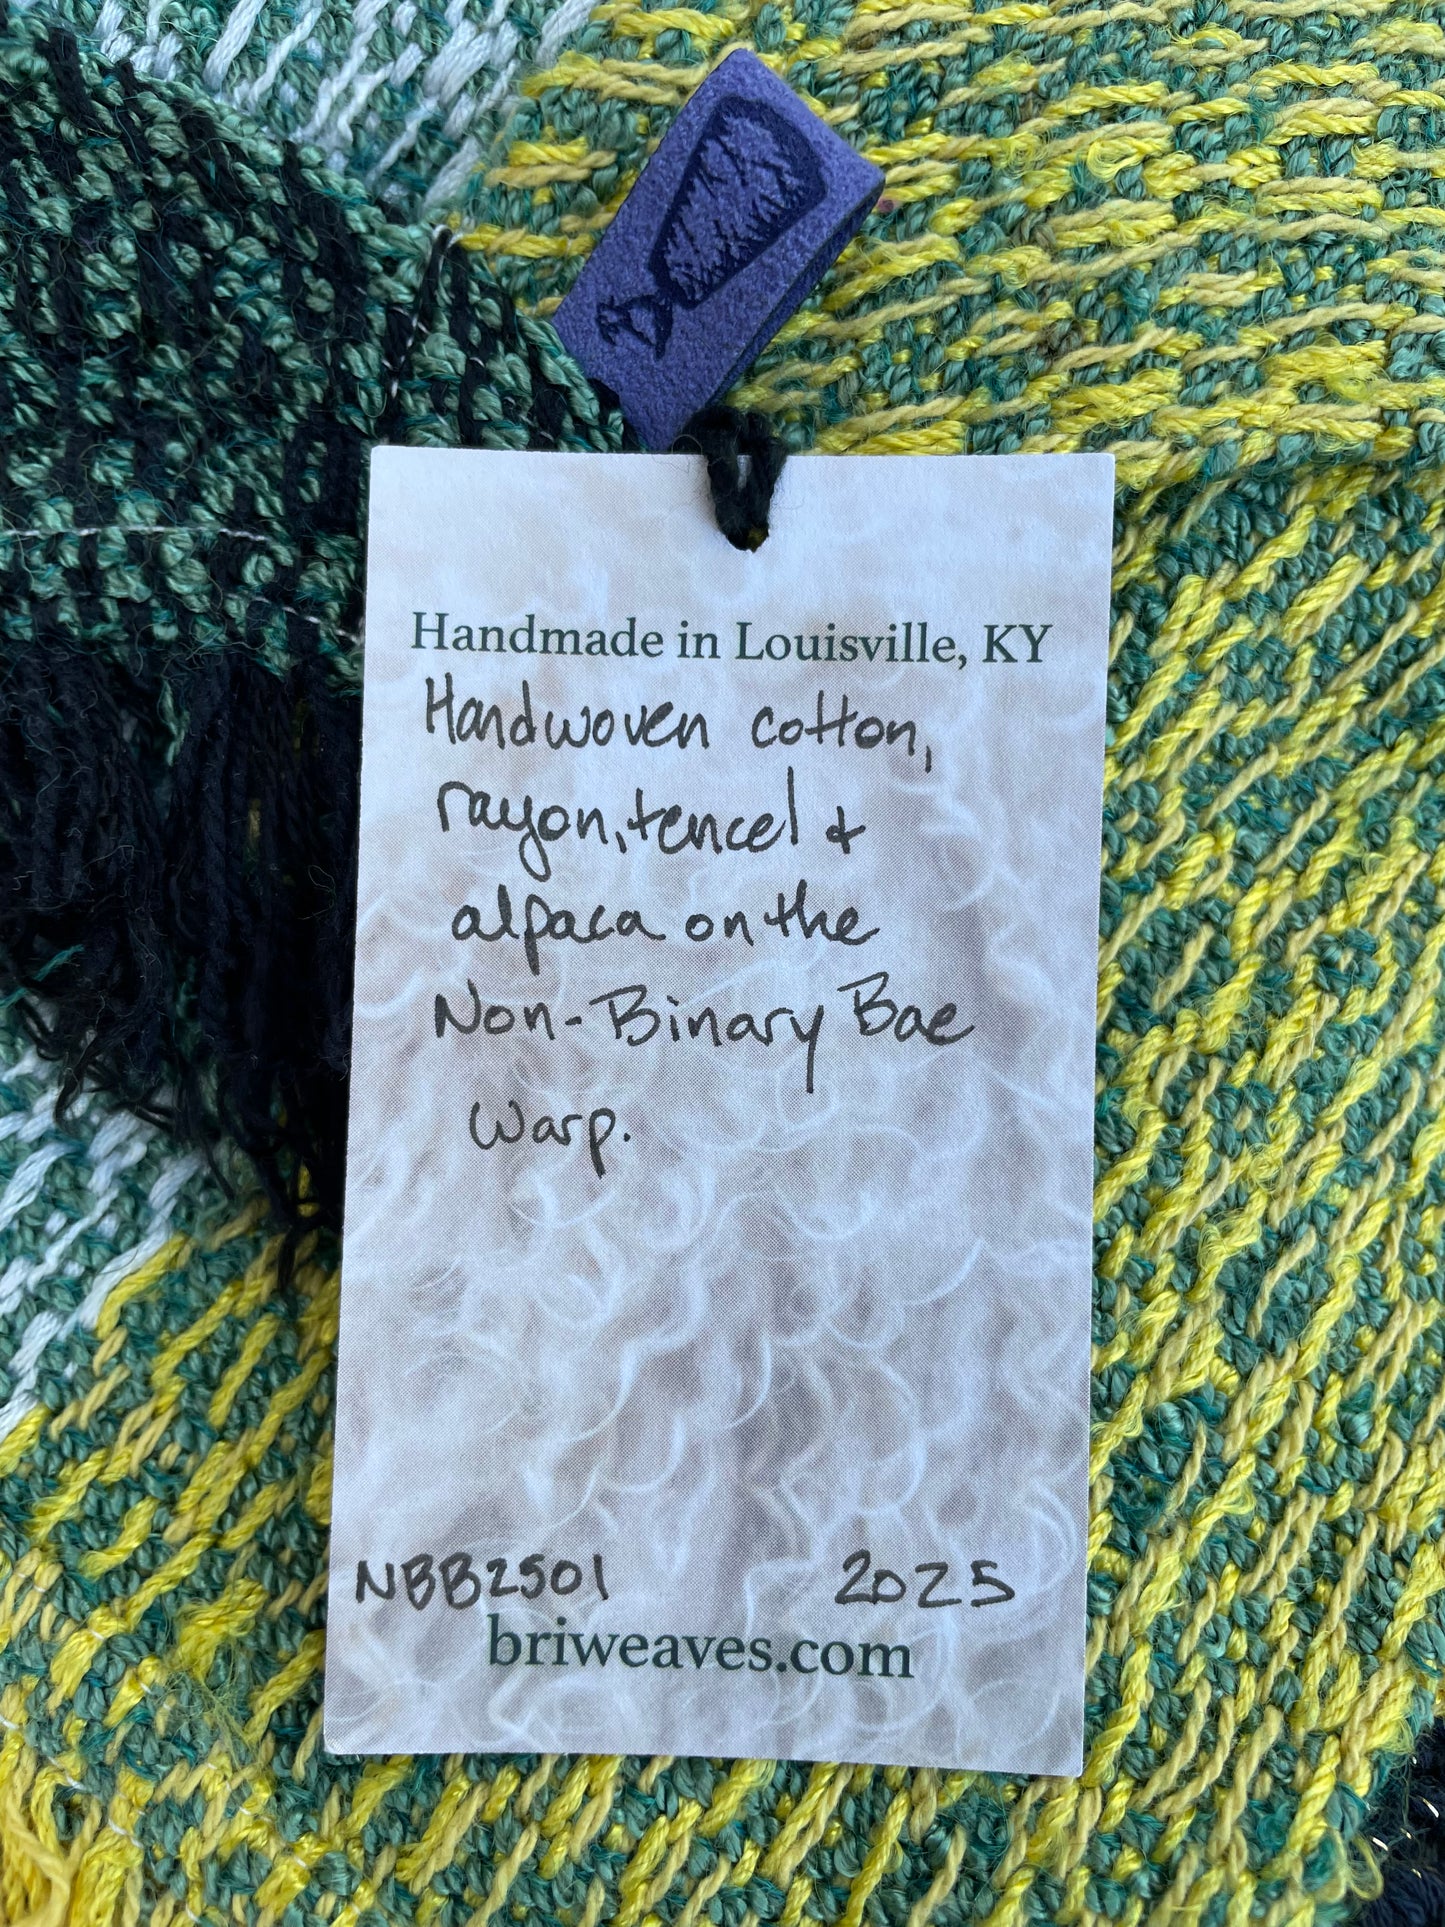 Handmade in Louisville, KY
Handwoven cotton,
rayon, tencel &
alpaca on the
Non-Binary Bae
warp.
NBB2501 2025
briweaves.com